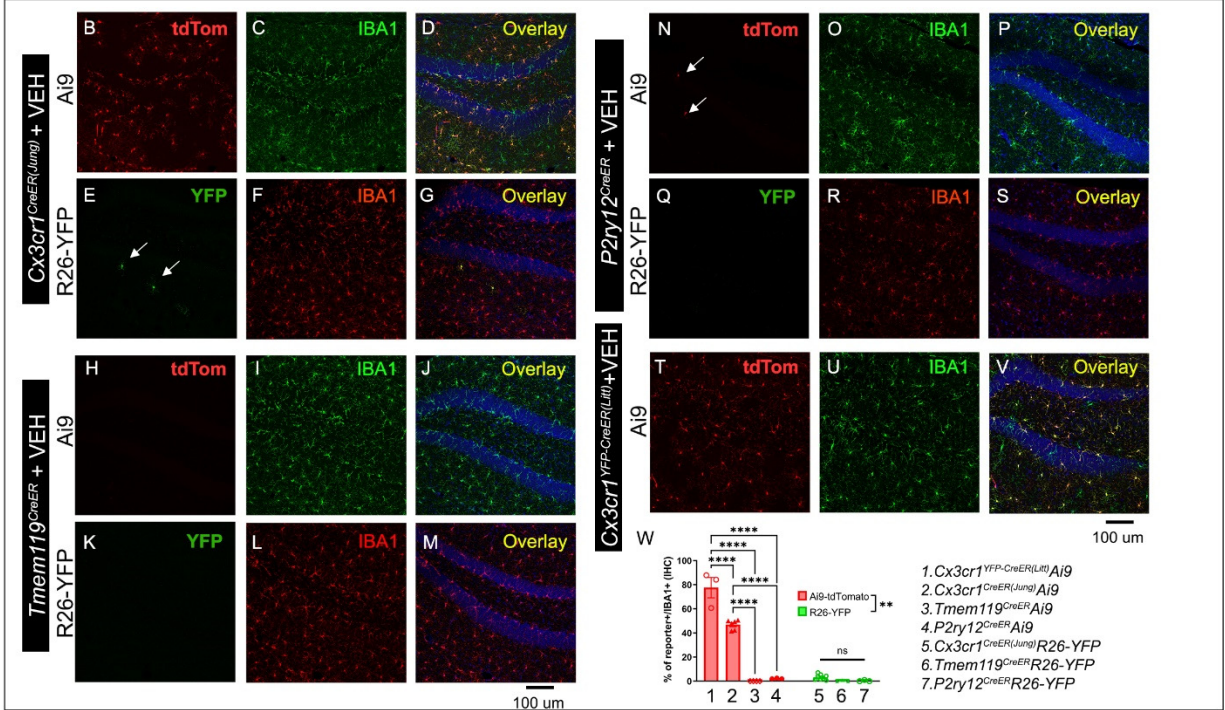 Cx3cr1CreER(Jung) + VEH
Ai9
B tdTom
C IBA1
D Overlay
R26-YFP
E YFP
F IBA1
G Overlay
Tmem119CreER + VEH
Ai9
H tdTom
I IBA1
J Overlay
R26-YFP
K YFP
L IBA1
M Overlay
100 um
P2ry12CreER + VEH
Ai9
N tdTom
O IBA1
P Overlay
R26-YFP
Q YFP
R IBA1
S Overlay
Cx3cr1YFP-CreER(Litt)+VEH
Ai9
T tdTom
U IBA1
V Overlay
100 um
W
% of reporter+/IBA1+ (IHC)
100
80
60
40
20
0
****
****
****
****
****
ns
Ai9-tdTomato
R26-YFP
**
1 2 3 4 5 6 7
1.Cx3cr1YFP-CreER(Litt)Ai9
2.Cx3cr1CreER(Jung)Ai9
3.Tmem119CreERAi9
4.P2ry12CreERAi9
5.Cx3cr1CreER(Jung)R26-YFP
6.Tmem119CreERR26-YFP
7.P2ry12CreERR26-YFP